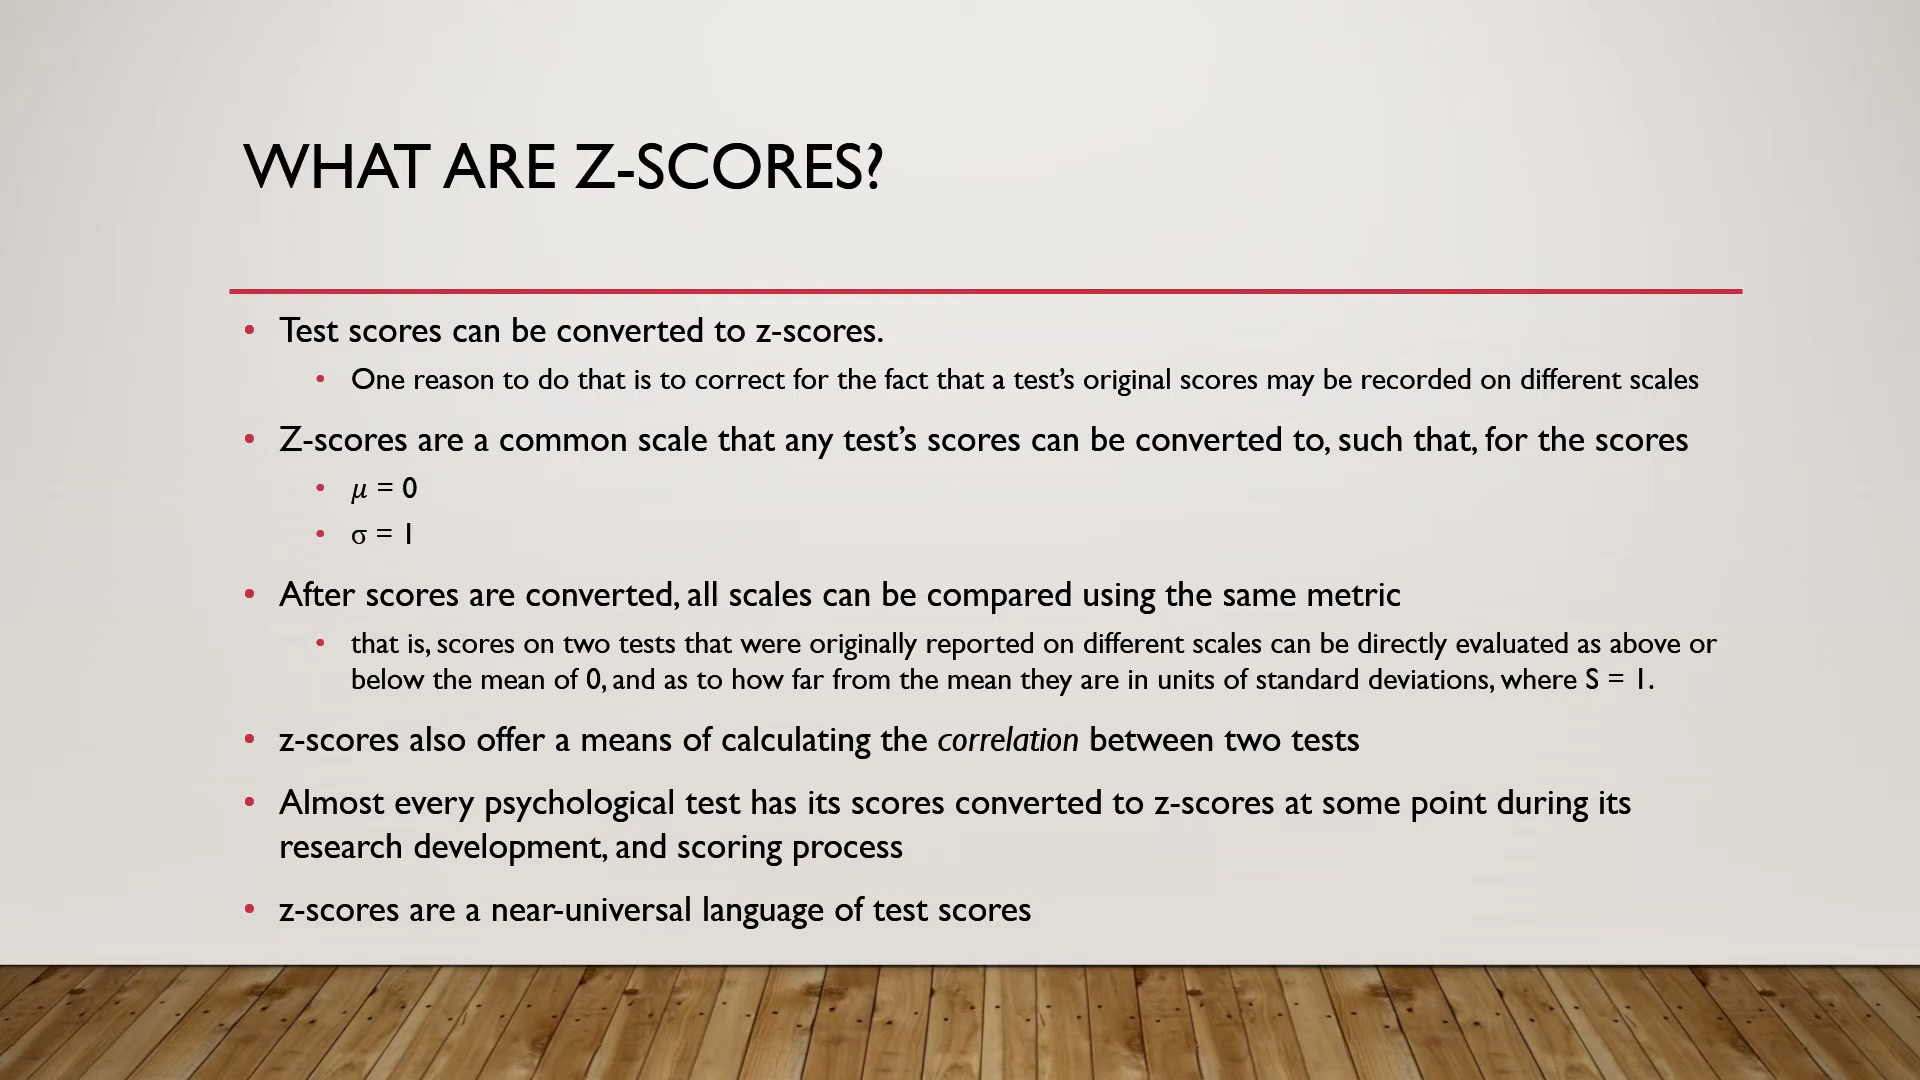 WHAT ARE Z-SCORES?
• Test scores can be converted to z-scores.
• One reason to do that is to correct for the fact that a test’s original scores may be recorded on different scales
• Z-scores are a common scale that any test’s scores can be converted to, such that, for the scores
• μ = 0
• σ = 1
• After scores are converted, all scales can be compared using the same metric
• that is, scores on two tests that were originally reported on different scales can be directly evaluated as above or
below the mean of 0, and as to how far from the mean they are in units of standard deviations, where S = 1.
• z-scores also offer a means of calculating the correlation between two tests
• Almost every psychological test has its scores converted to z-scores at some point during its
research development, and scoring process
• z-scores are a near-universal language of test scores